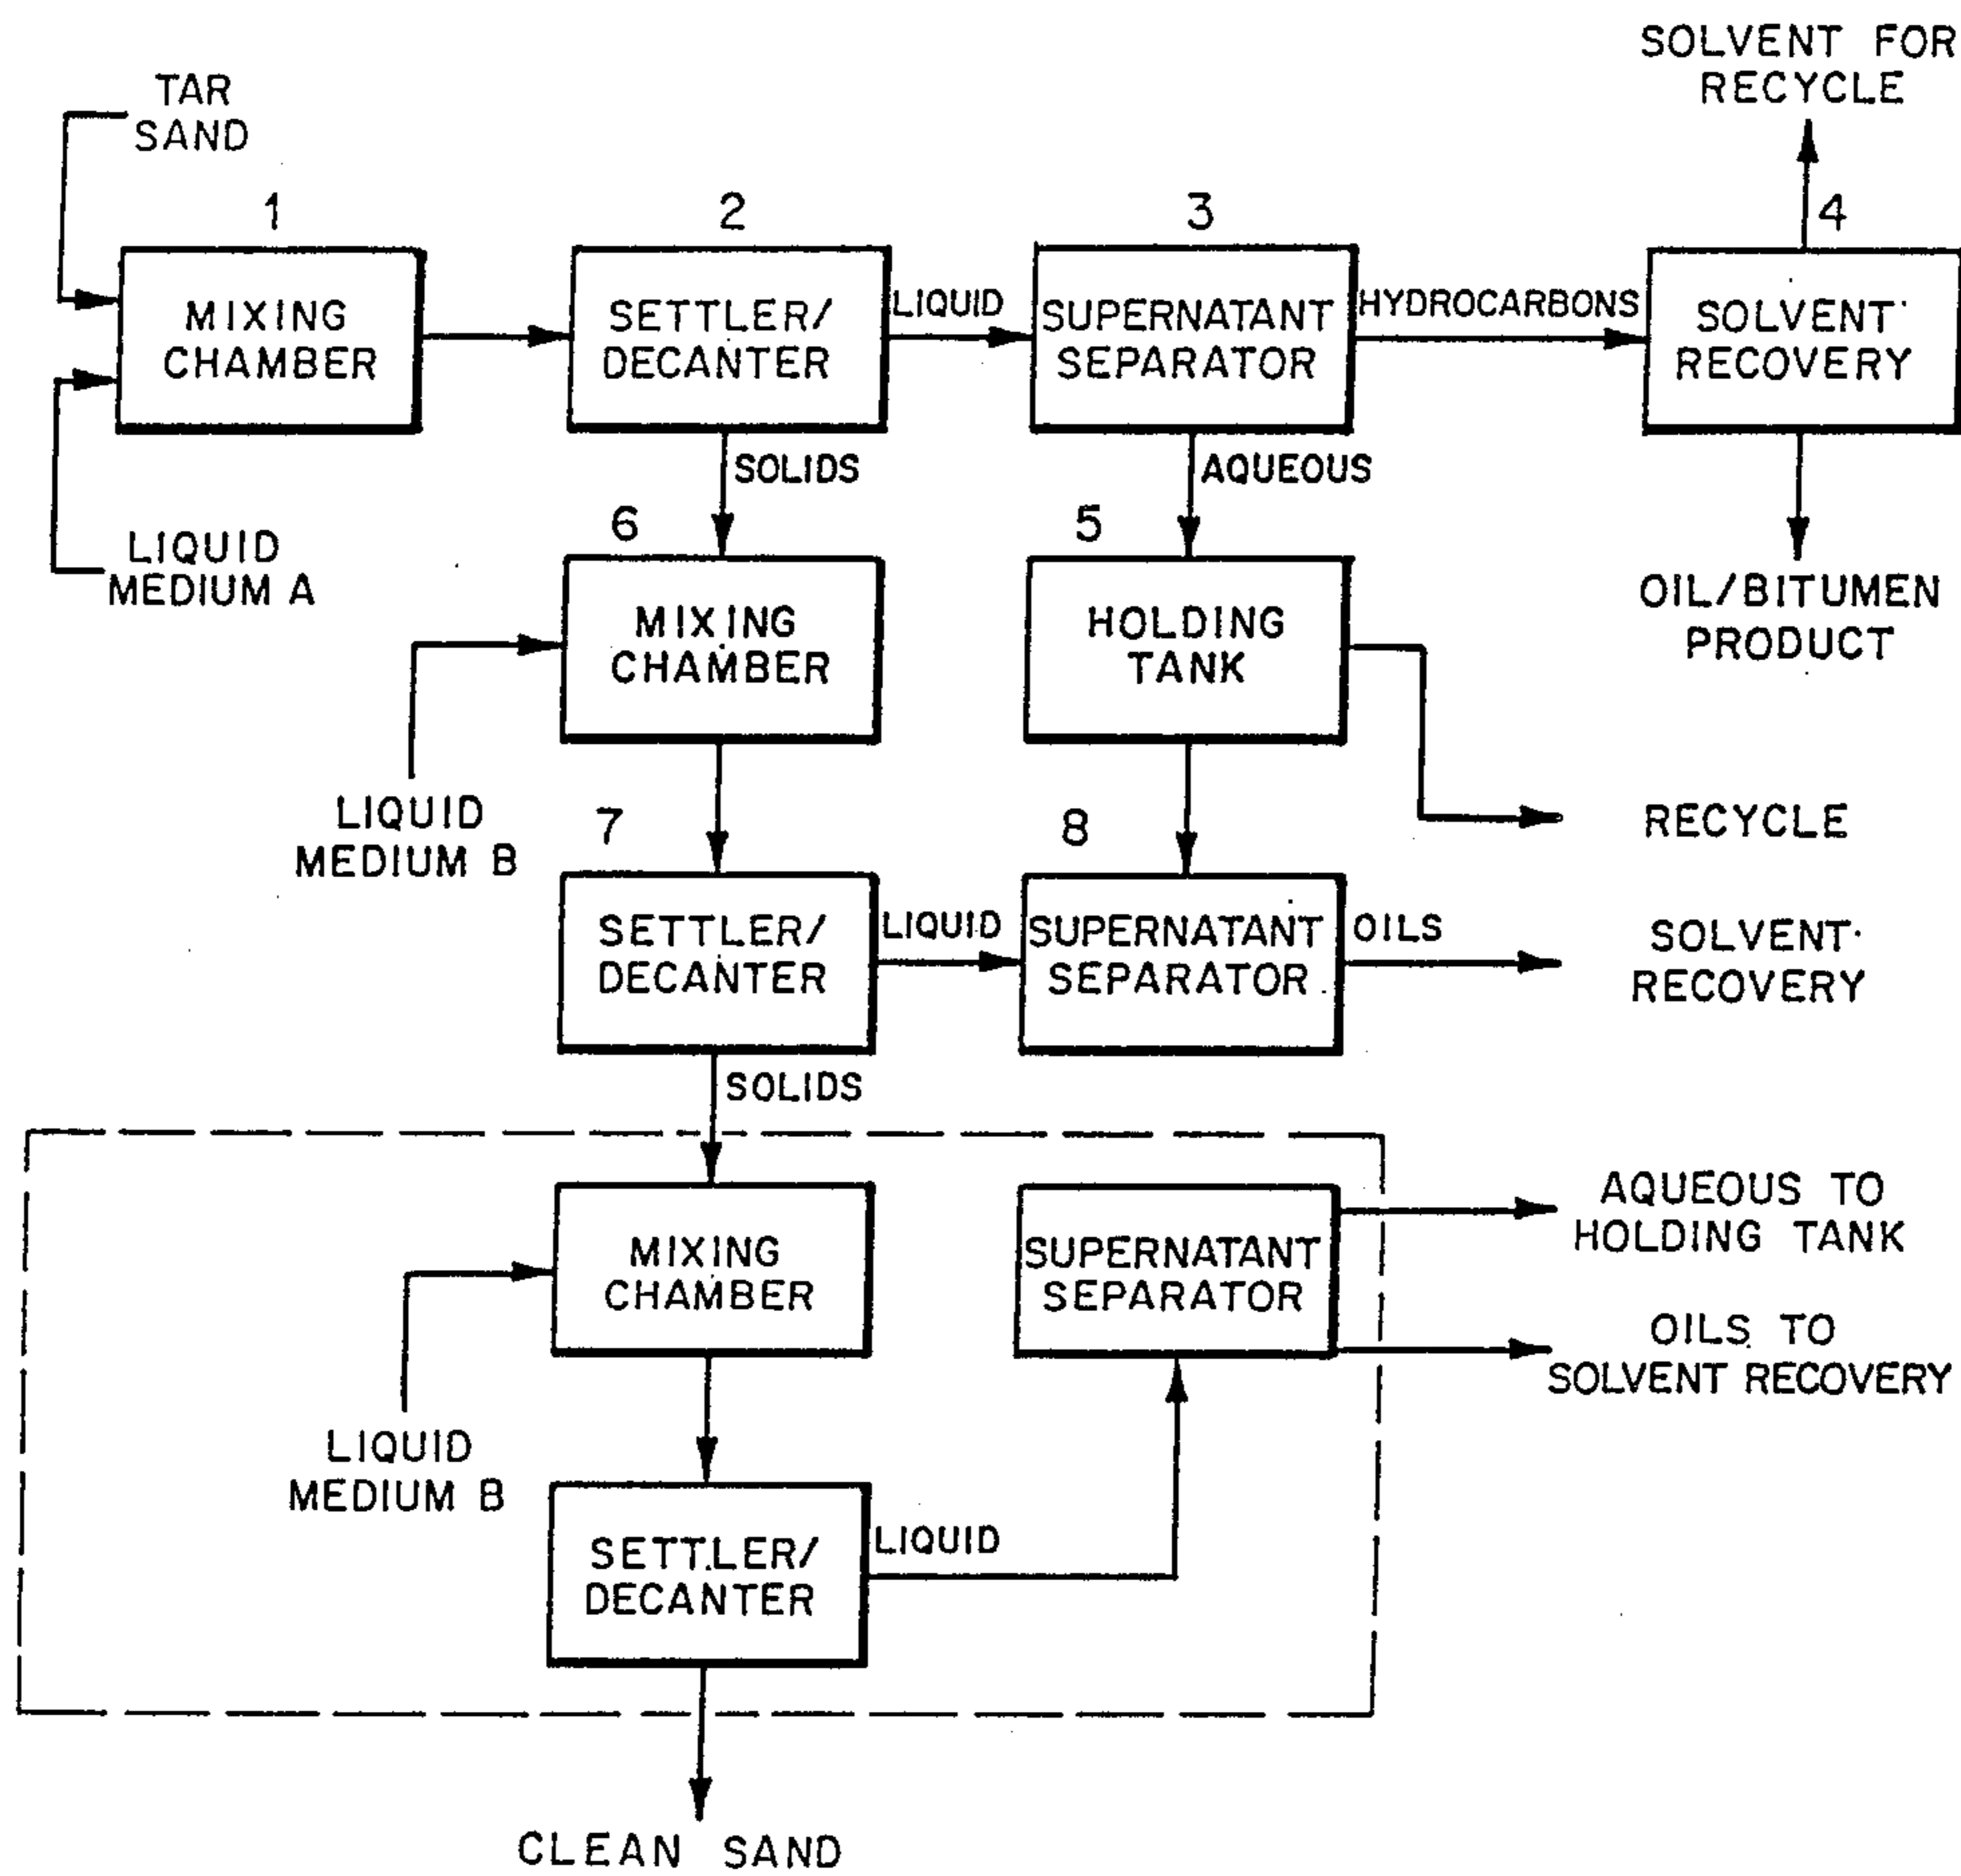 SOLVENT FOR
RECYCLE
TAR
SAND
1
2
3
4
MIXING
CHAMBER
SETTLER/
DECANTER
LIQUID
SUPERNATANT
SEPARATOR
HYDROCARBONS
SOLVENT
RECOVERY
SOLIDS
AQUEOUS
LIQUID
MEDIUM A
6
5
MIXING
CHAMBER
HOLDING
TANK
OIL/BITUMEN
PRODUCT
LIQUID
MEDIUM B
RECYCLE
7
8
SETTLER/
DECANTER
LIQUID
SUPERNATANT
SEPARATOR
OILS
SOLVENT
RECOVERY
SOLIDS
MIXING
CHAMBER
SUPERNATANT
SEPARATOR
AQUEOUS TO
HOLDING TANK
OILS TO
SOLVENT RECOVERY
LIQUID
MEDIUM B
SETTLER/
DECANTER
LIQUID
CLEAN SAND